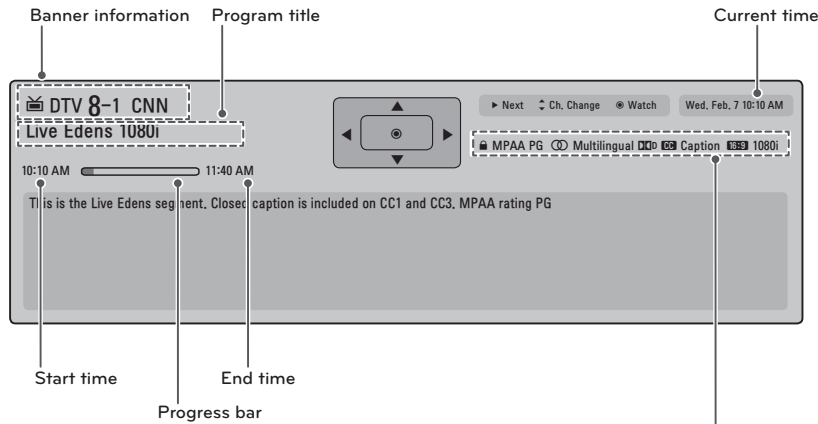 Banner information Program title Current time
DTV 8-1 CNN
▶ Next Ch. Change ◉ Watch Wed. Feb. 7 10:10 AM
Live Edens 1080i
MPAA PG Multilingual DD CC Caption 16:9 1080i
10:10 AM 11:40 AM
This is the Live Edens segment. Closed caption is included on CC1 and CC3. MPAA rating PG
Start time End time
Progress bar